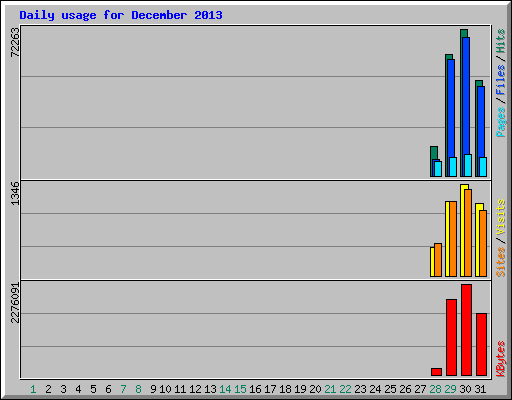 Daily usage for December 2013
72263
Pages / Files / Hits
1346
Sites / Visits
2276091
KBytes
1 2 3 4 5 6 7 8 9 10 11 12 13 14 15 16 17 18 19 20 21 22 23 24 25 26 27 28 29 30 31